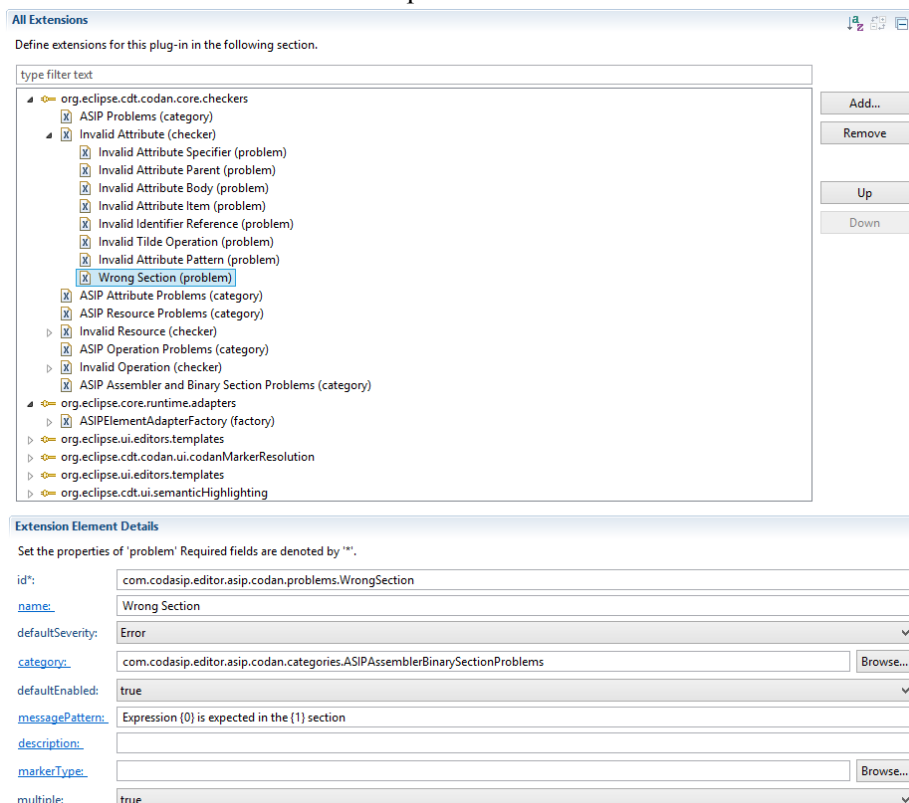 All Extensions
Define extensions for this plug-in in the following section.
type filter text
org.eclipse.cdt.codan.core.checkers
ASIP Problems (category)
Invalid Attribute (checker)
Invalid Attribute Specifier (problem)
Invalid Attribute Parent (problem)
Invalid Attribute Body (problem)
Invalid Attribute Item (problem)
Invalid Identifier Reference (problem)
Invalid Tilde Operation (problem)
Invalid Attribute Pattern (problem)
Wrong Section (problem)
ASIP Attribute Problems (category)
ASIP Resource Problems (category)
Invalid Resource (checker)
ASIP Operation Problems (category)
Invalid Operation (checker)
ASIP Assembler and Binary Section Problems (category)
org.eclipse.core.runtime.adapters
ASIPElementAdapterFactory (factory)
org.eclipse.ui.editors.templates
org.eclipse.cdt.codan.ui.codanMarkerResolution
org.eclipse.ui.editors.templates
org.eclipse.cdt.ui.semanticHighlighting
Add...
Remove
Up
Down
Extension Element Details
Set the properties of 'problem' Required fields are denoted by '*'.
id*: com.codasip.editor.asip.codan.problems.WrongSection
name: Wrong Section
defaultSeverity: Error
category: com.codasip.editor.asip.codan.categories.ASIPAssemblerBinarySectionProblems Browse...
defaultEnabled: true
messagePattern: Expression {0} is expected in the {1} section
description:
markerType: Browse...
multiple: true